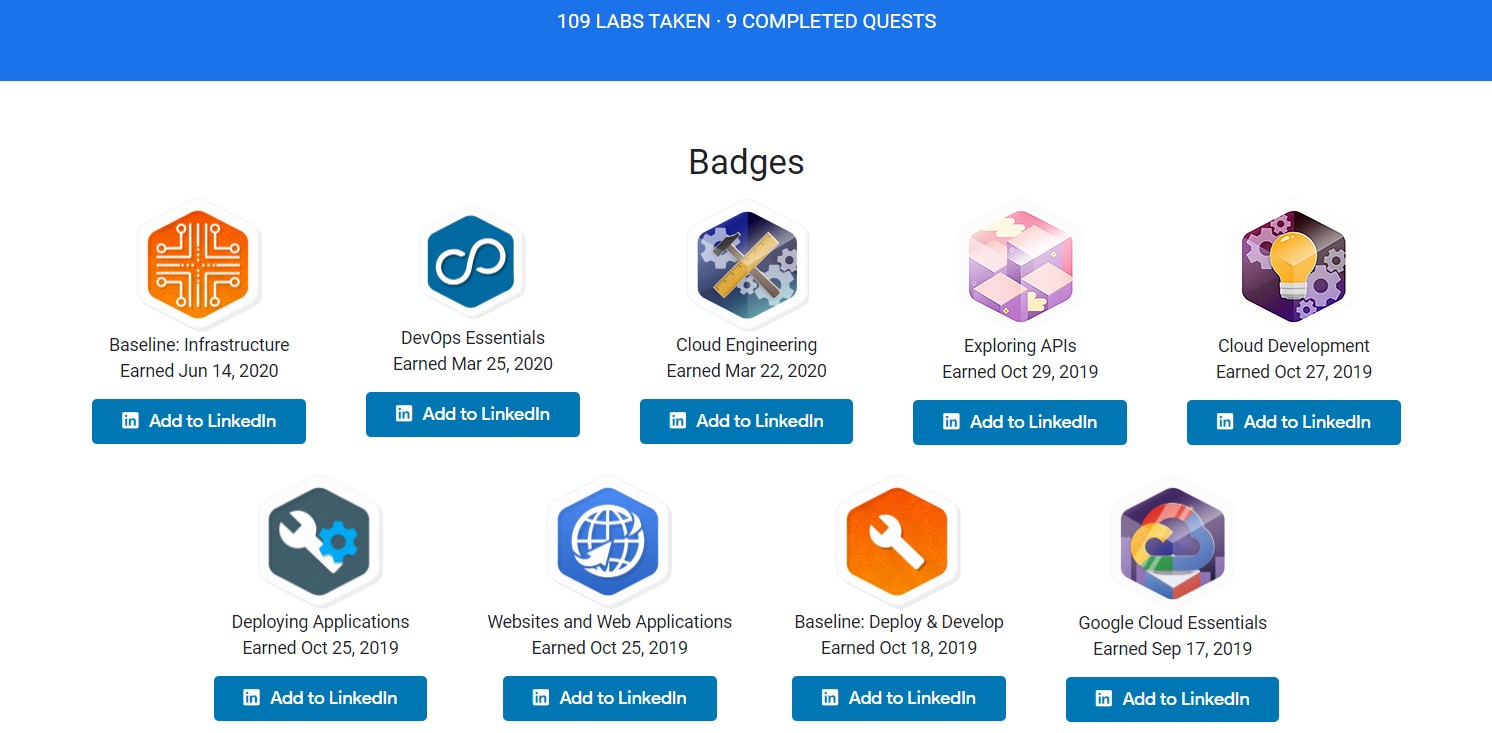 109 LABS TAKEN · 9 COMPLETED QUESTS
Badges
Baseline: Infrastructure
Earned Jun 14, 2020
in Add to LinkedIn
DevOps Essentials
Earned Mar 25, 2020
in Add to LinkedIn
Cloud Engineering
Earned Mar 22, 2020
in Add to LinkedIn
Exploring APIs
Earned Oct 29, 2019
in Add to LinkedIn
Cloud Development
Earned Oct 27, 2019
in Add to LinkedIn
Deploying Applications
Earned Oct 25, 2019
in Add to LinkedIn
Websites and Web Applications
Earned Oct 25, 2019
in Add to LinkedIn
Baseline: Deploy & Develop
Earned Oct 18, 2019
in Add to LinkedIn
Google Cloud Essentials
Earned Sep 17, 2019
in Add to LinkedIn